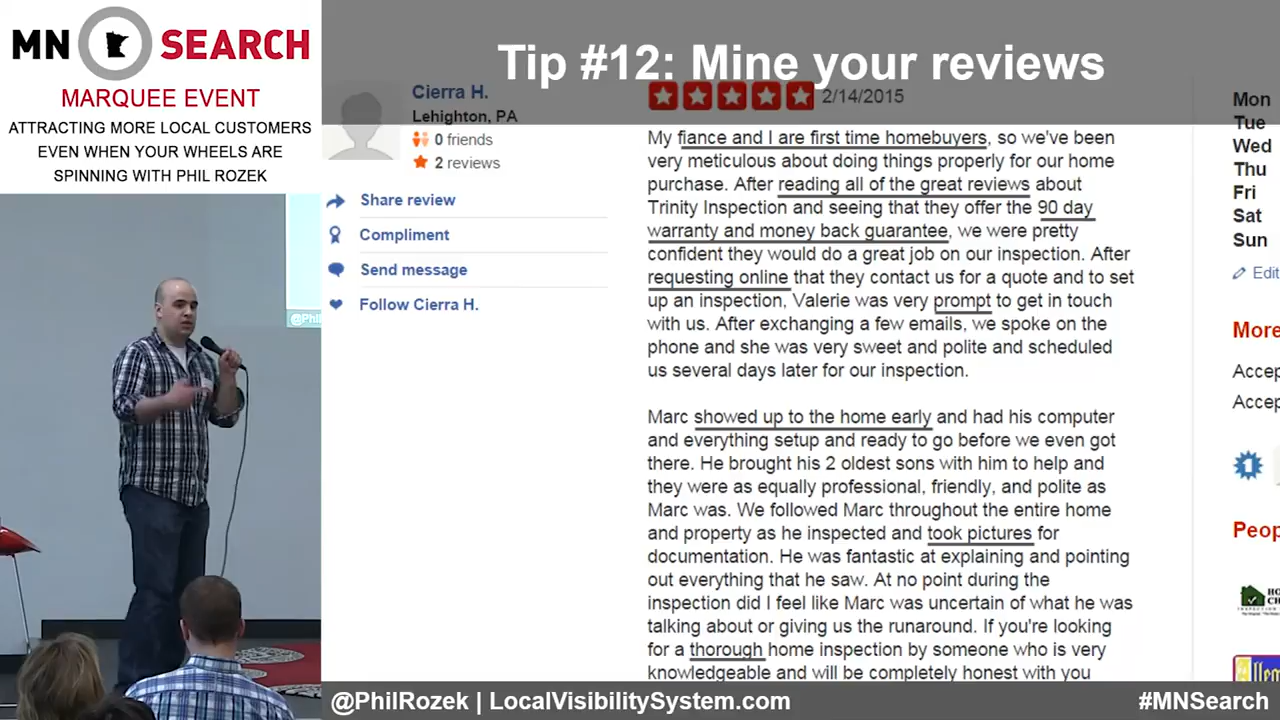 MN SEARCH
MARQUEE EVENT
ATTRACTING MORE LOCAL CUSTOMERS
EVEN WHEN YOUR WHEELS ARE
SPINNING WITH PHIL ROZEK
@Phil
Tip #12: Mine your reviews
Cierra H.
Lehighton, PA
0 friends
2 reviews
Share review
Compliment
Send message
Follow Cierra H.
2/14/2015
My fiance and I are first time homebuyers, so we've been
very meticulous about doing things properly for our home
purchase. After reading all of the great reviews about
Trinity Inspection and seeing that they offer the 90 day
warranty and money back guarantee, we were pretty
confident they would do a great job on our inspection. After
requesting online that they contact us for a quote and to set
up an inspection, Valerie was very prompt to get in touch
with us. After exchanging a few emails, we spoke on the
phone and she was very sweet and polite and scheduled
us several days later for our inspection.
Marc showed up to the home early and had his computer
and everything setup and ready to go before we even got
there. He brought his 2 oldest sons with him to help and
they were as equally professional, friendly, and polite as
Marc was. We followed Marc throughout the entire home
and property as he inspected and took pictures for
documentation. He was fantastic at explaining and pointing
out everything that he saw. At no point during the
inspection did I feel like Marc was uncertain of what he was
talking about or giving us the runaround. If you're looking
for a thorough home inspection by someone who is very
knowledgeable and will be completely honest with you
Mon
Tue
Wed
Thu
Fri
Sat
Sun
Edit
More
Accep
Accep
1
Peop
HO
CH
@PhilRozek | LocalVisibilitySystem.com
#MNSearch